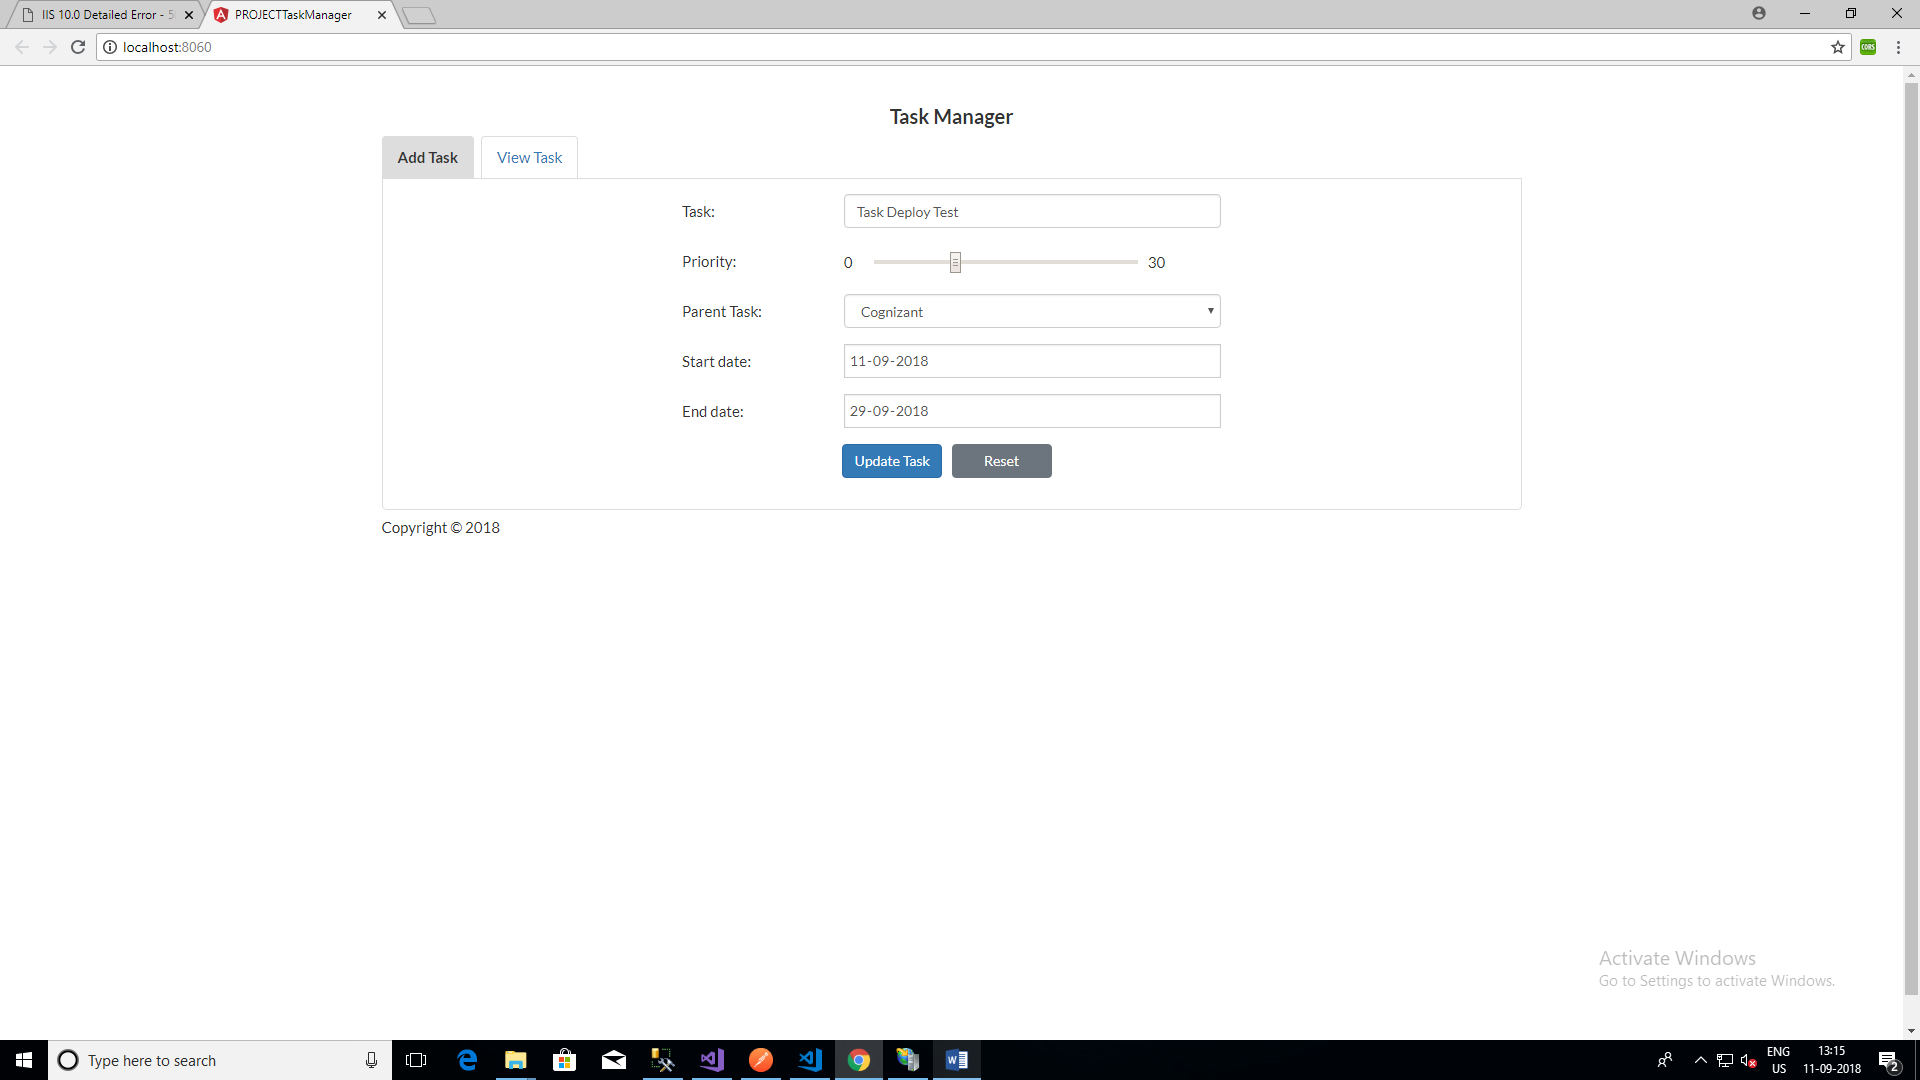 IIS 10.0 Detailed Error - 5
PROJECTTaskManager
localhost:8060
CORS
Task Manager
Add Task
View Task
Task:
Task Deploy Test
Priority:
0
30
Parent Task:
Cognizant
Start date:
11-09-2018
End date:
29-09-2018
Update Task
Reset
Copyright © 2018
Activate Windows
Go to Settings to activate Windows.
Type here to search
ENG
US
13:15
11-09-2018
2